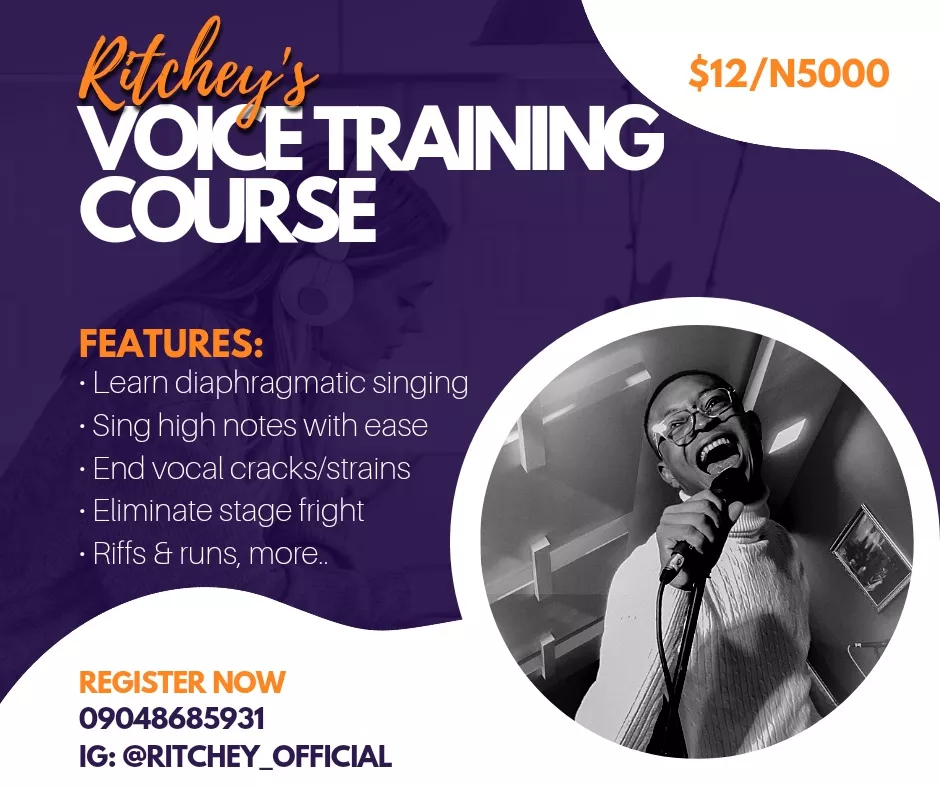 Ritchey's
VOICE TRAINING
COURSE
$12/N5000
FEATURES:
• Learn diaphragmatic singing
• Sing high notes with ease
• End vocal cracks/strains
• Eliminate stage fright
• Riffs & runs, more..
REGISTER NOW
09048685931
IG: @RITCHEY_OFFICIAL